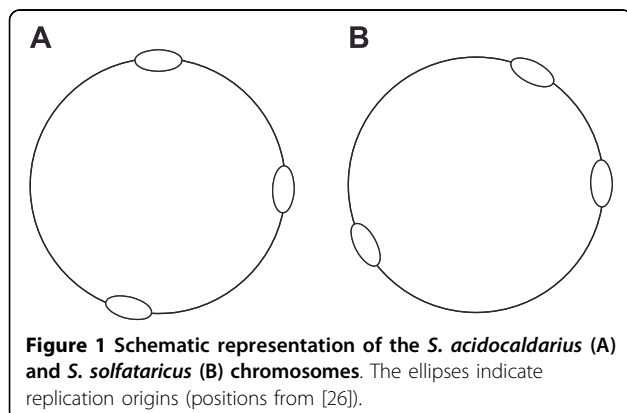 A
B
Figure 1 Schematic representation of the S. acidocaldarius (A)
and S. solfataricus (B) chromosomes. The ellipses indicate
replication origins (positions from [26]).